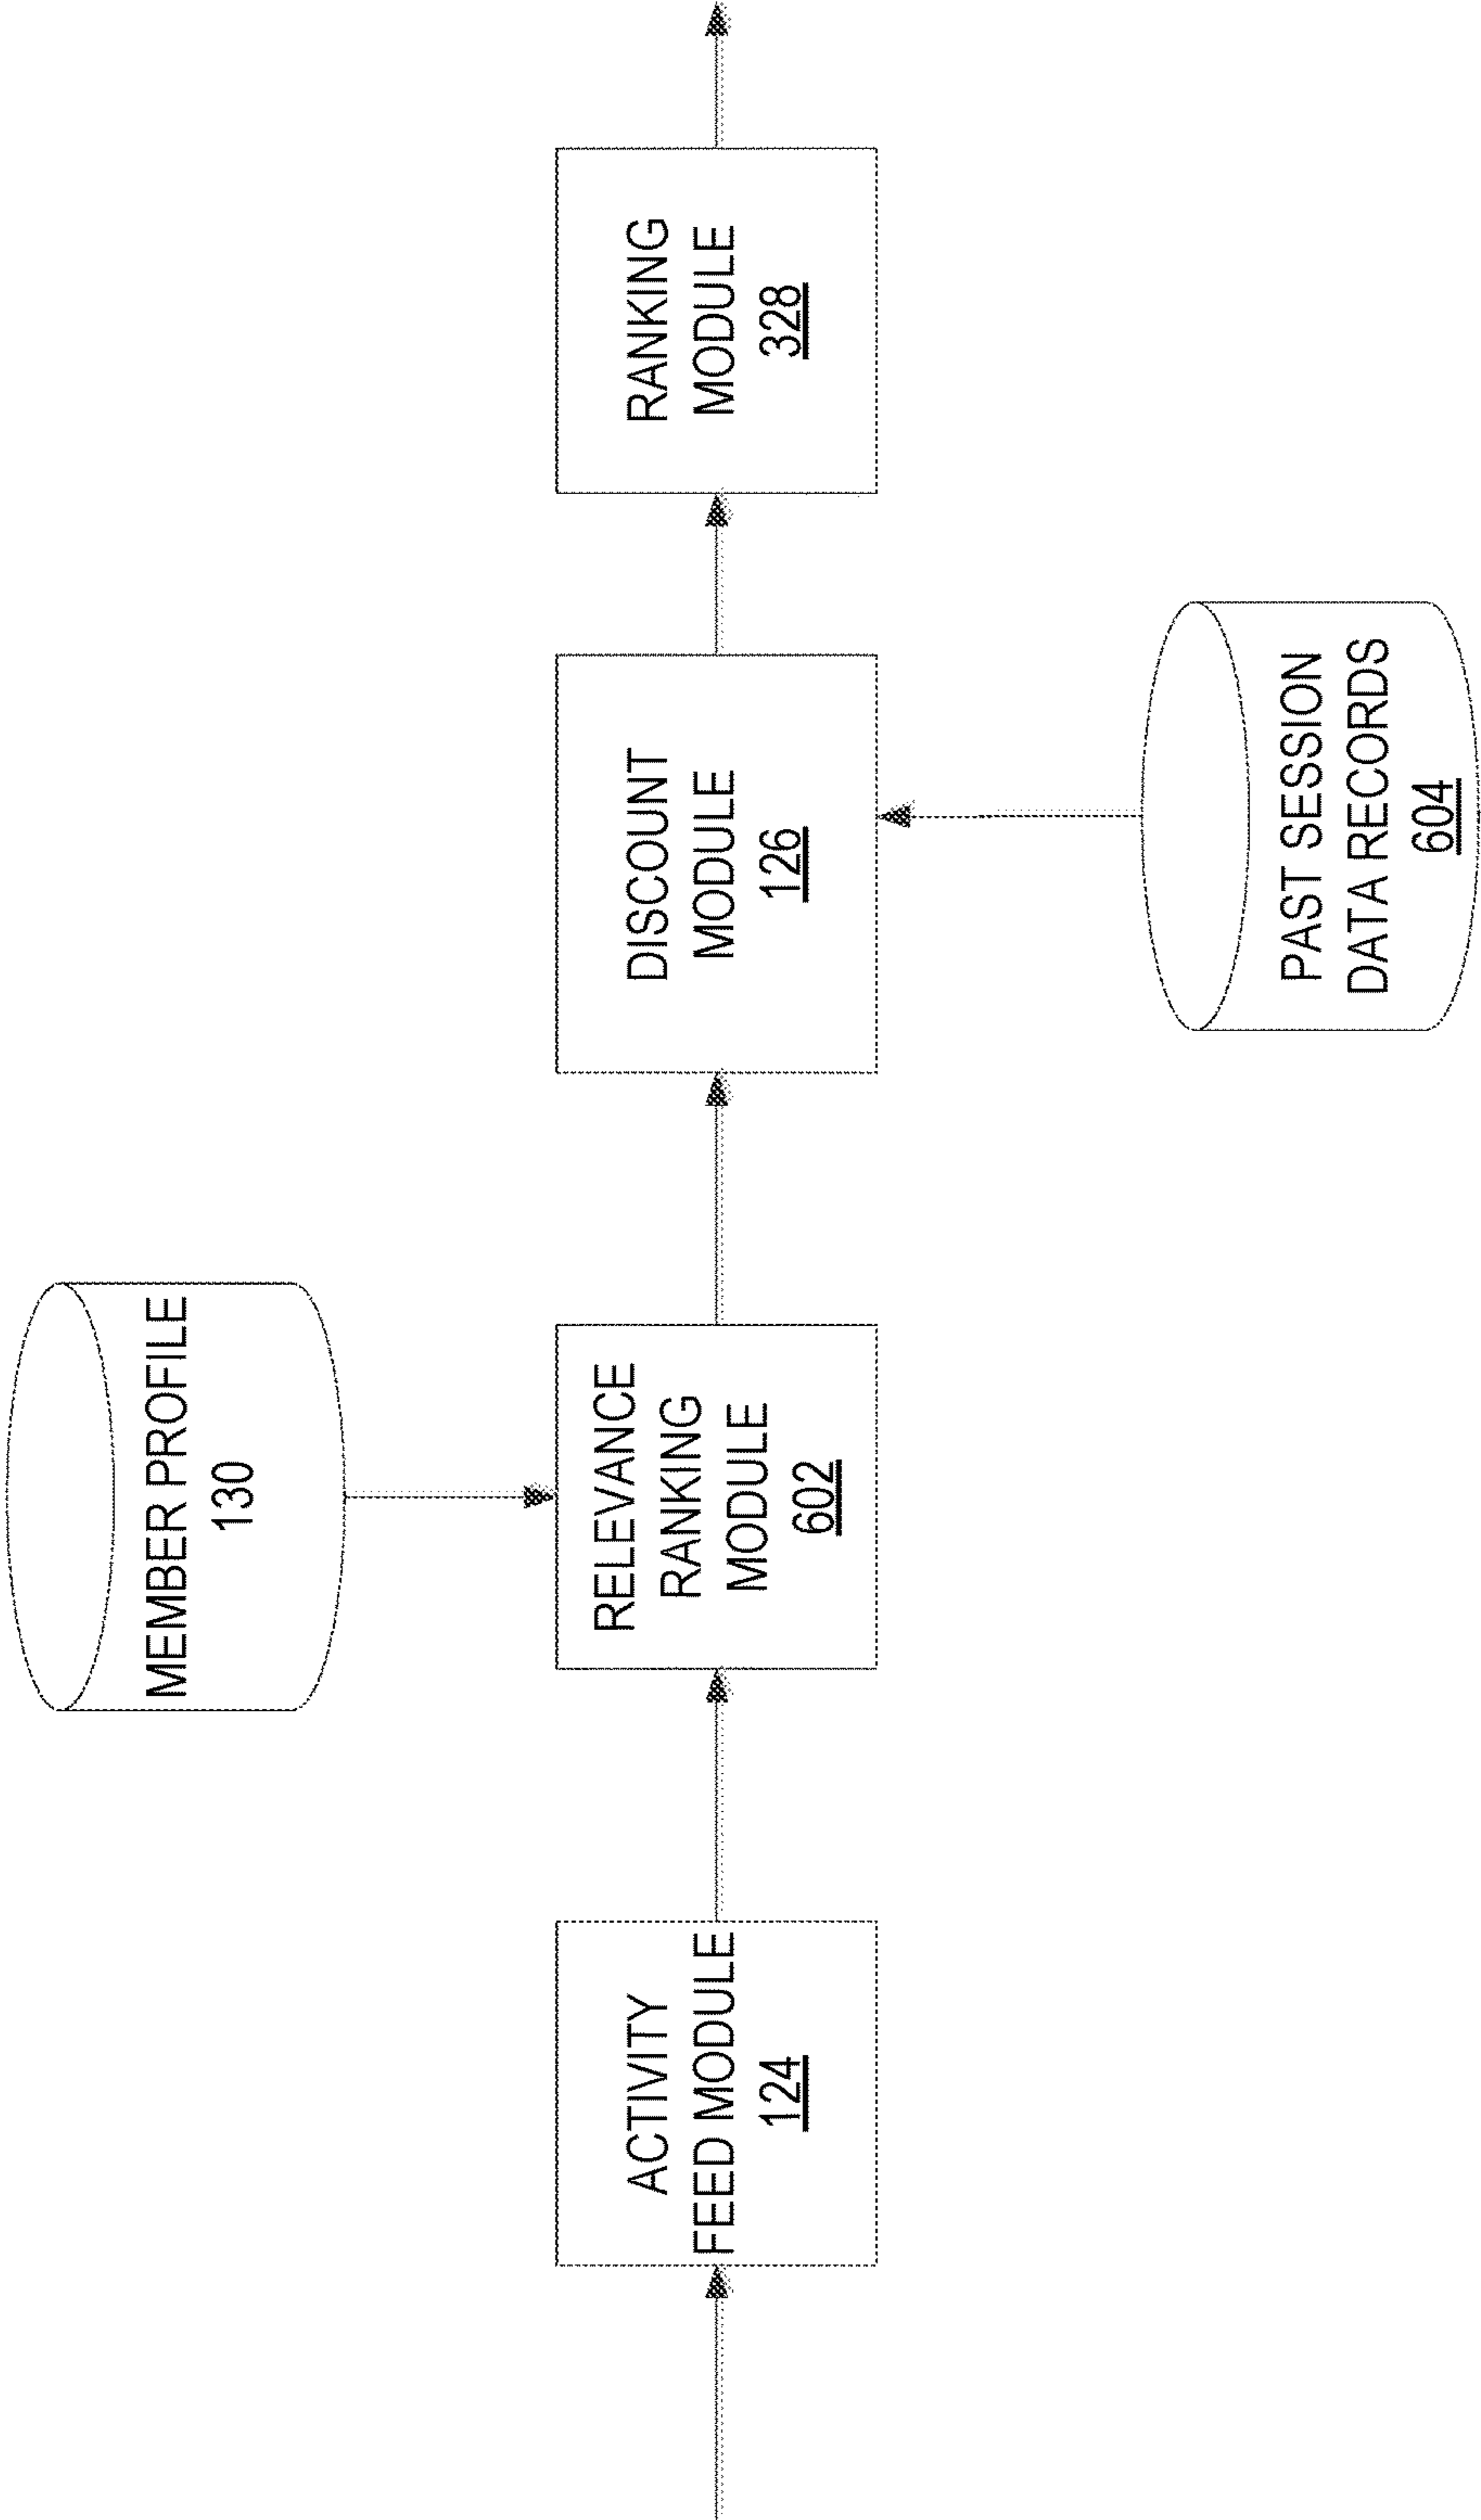 MEMBER PROFILE
130
ACTIVITY
FEED MODULE
124
RELEVANCE
RANKING
MODULE
602
DISCOUNT
MODULE
126
RANKING
MODULE
328
PAST SESSION
DATA RECORDS
604